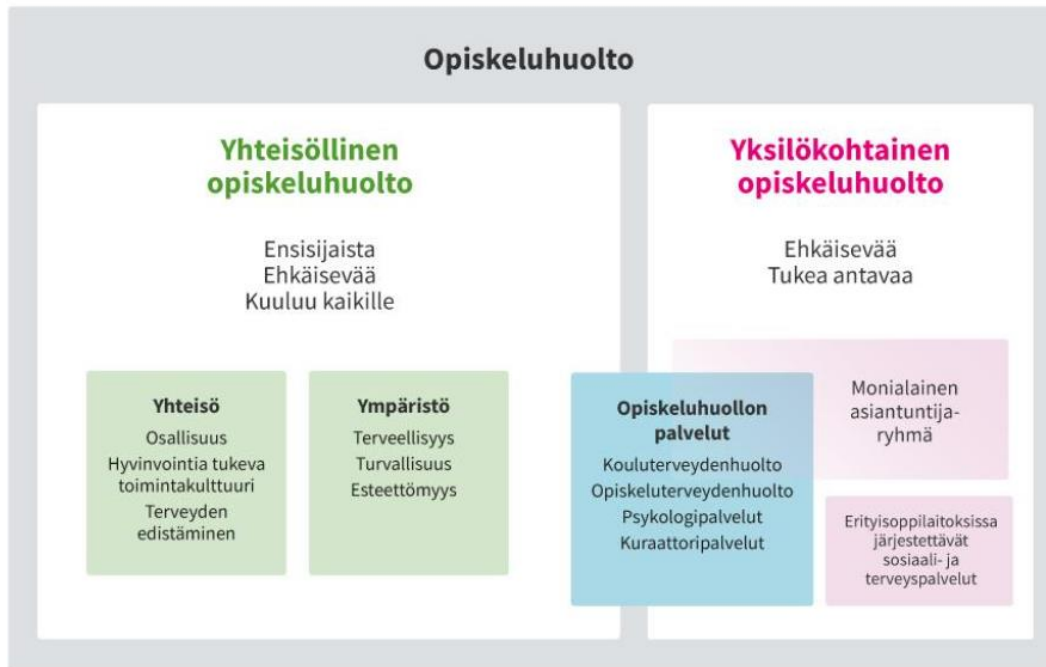 Opiskeluhuolto
Yhteisöllinen
opiskeluhuolto
Ensisijaista
Ehkäisevää
Kuuluu kaikille
Yhteisö
Osallisuus
Hyvinvointia tukeva
toimintakulttuuri
Terveyden
edistäminen
Ympäristö
Terveellisyys
Turvallisuus
Esteettömyys
Yksilökohtainen
opiskeluhuolto
Ehkäisevää
Tukea antavaa
Opiskeluhuollon
palvelut
Kouluterveydenhuolto
Opiskeluterveydenhuolto
Psykologipalvelut
Kuraattoripalvelut
Monialainen
asiantuntija-
ryhmä
Erityisoppilaitoksissa
järjestettävät
sosiaali- ja
terveyspalvelut